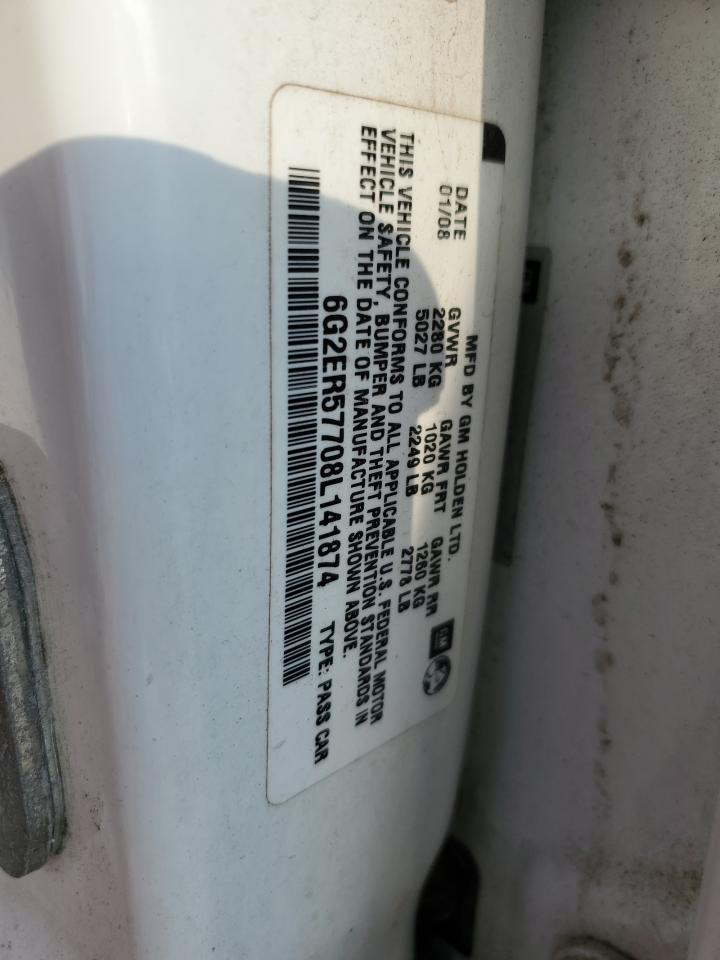 MFD BY GM HOLDEN LTD.
DATE GVWR GAWR FRT GAWR RR
01/08 2280 KG 1020 KG 1260 KG
5027 LB 2249 LB 2778 LB
THIS VEHICLE CONFORMS TO ALL APPLICABLE U.S. FEDERAL MOTOR
VEHICLE SAFETY, BUMPER AND THEFT PREVENTION STANDARDS IN
EFFECT ON THE DATE OF MANUFACTURE SHOWN ABOVE.
6G2ER57708L141874 TYPE: PASS CAR
GM